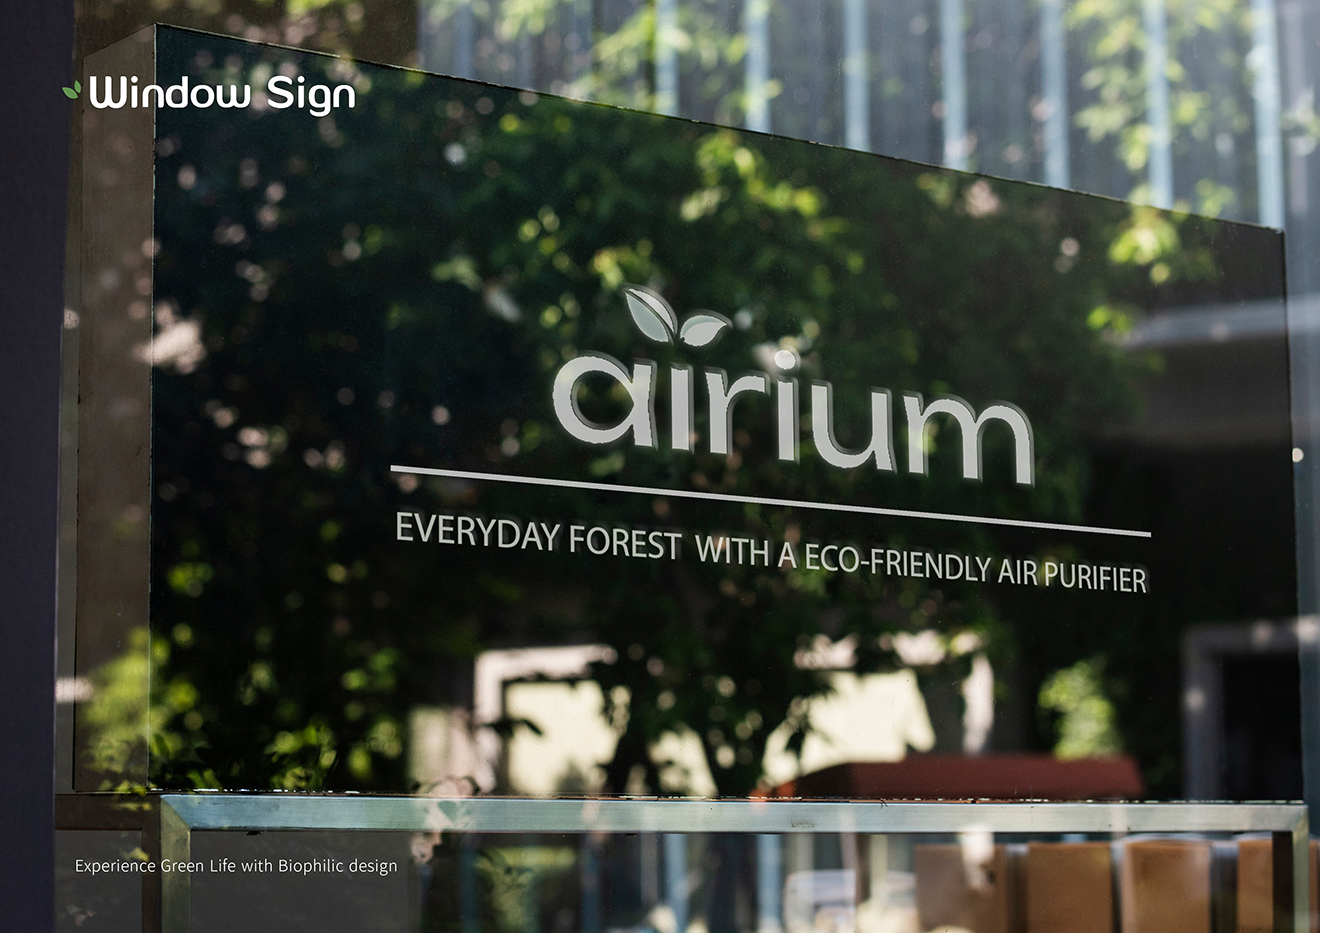 Window Sign
airium
EVERYDAY FOREST WITH A ECO-FRIENDLY AIR PURIFIER
Experience Green Life with Biophilic design